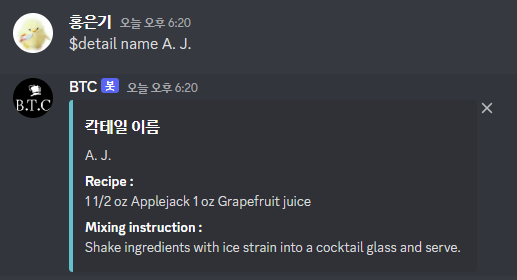 홍은기 오늘 오후 6:20
$detail name A. J.
B.T.C
BTC 봇 오늘 오후 6:20
칵테일 이름
A. J.
Recipe :
1 1/2 oz Applejack 1 oz Grapefruit juice
Mixing instruction :
Shake ingredients with ice strain into a cocktail glass and serve.